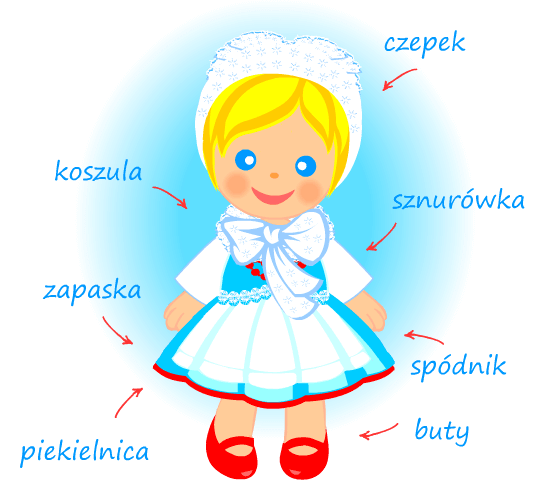 czepek
koszula
sznurówka
zapaska
spódnik
buty
piekielnica